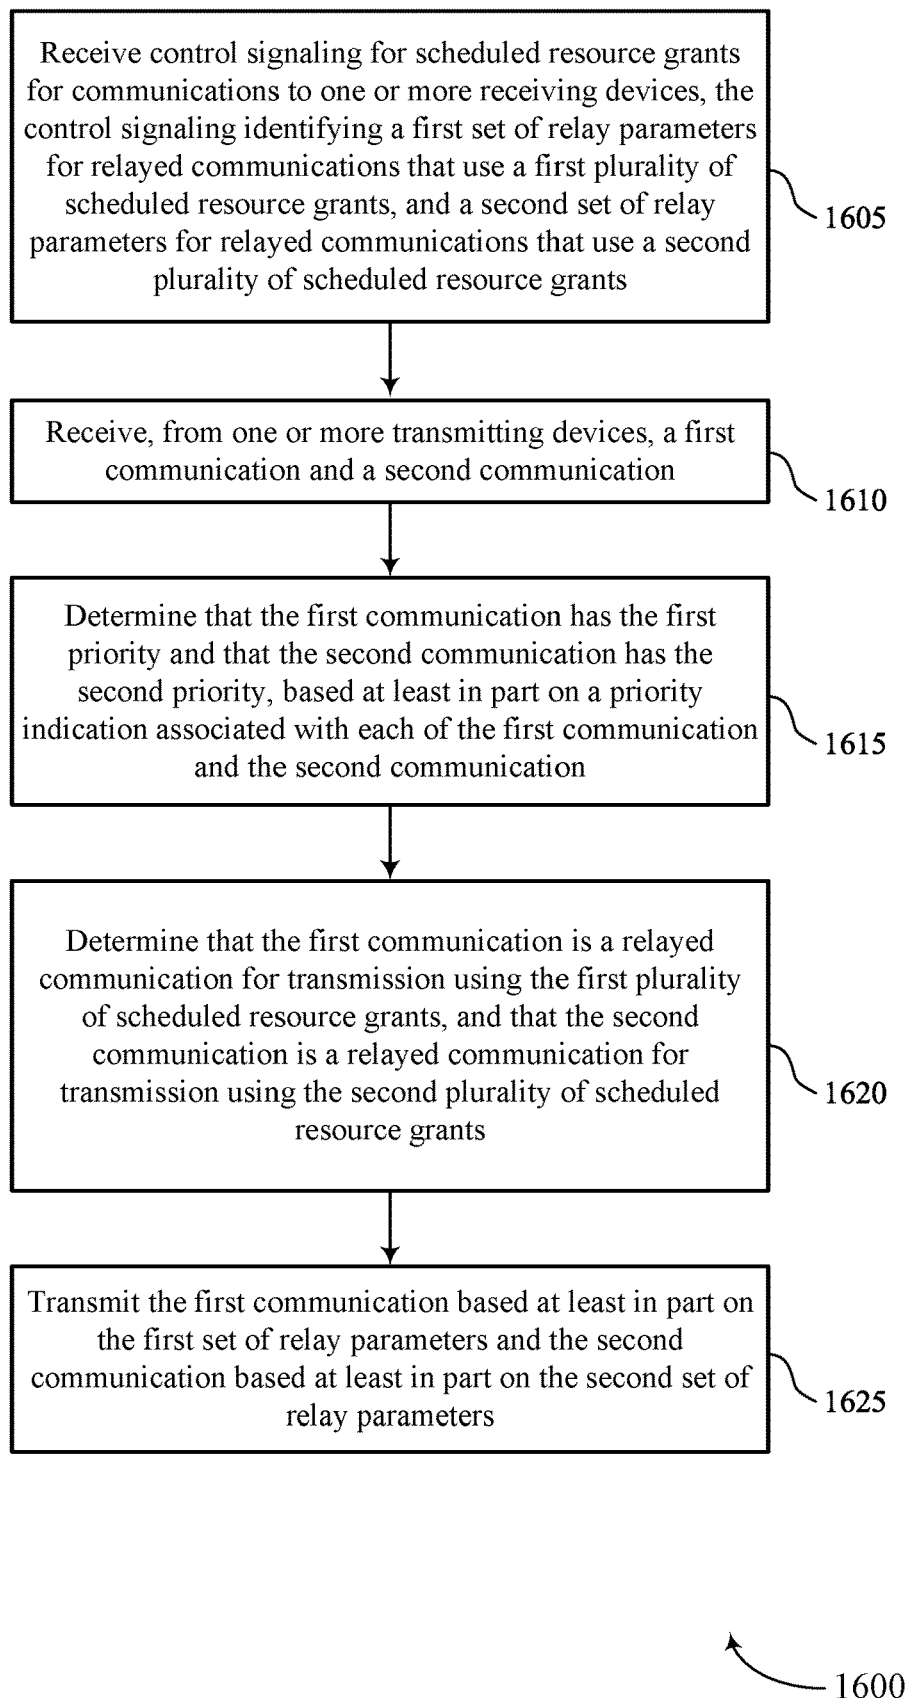 Receive control signaling for scheduled resource grants
for communications to one or more receiving devices, the
control signaling identifying a first set of relay parameters
for relayed communications that use a first plurality of
scheduled resource grants, and a second set of relay
parameters for relayed communications that use a second
plurality of scheduled resource grants
1605
Receive, from one or more transmitting devices, a first
communication and a second communication
1610
Determine that the first communication has the first
priority and that the second communication has the
second priority, based at least in part on a priority
indication associated with each of the first communication
and the second communication
1615
Determine that the first communication is a relayed
communication for transmission using the first plurality
of scheduled resource grants, and that the second
communication is a relayed communication for
transmission using the second plurality of scheduled
resource grants
1620
Transmit the first communication based at least in part on
the first set of relay parameters and the second
communication based at least in part on the second set of
relay parameters
1625
1600